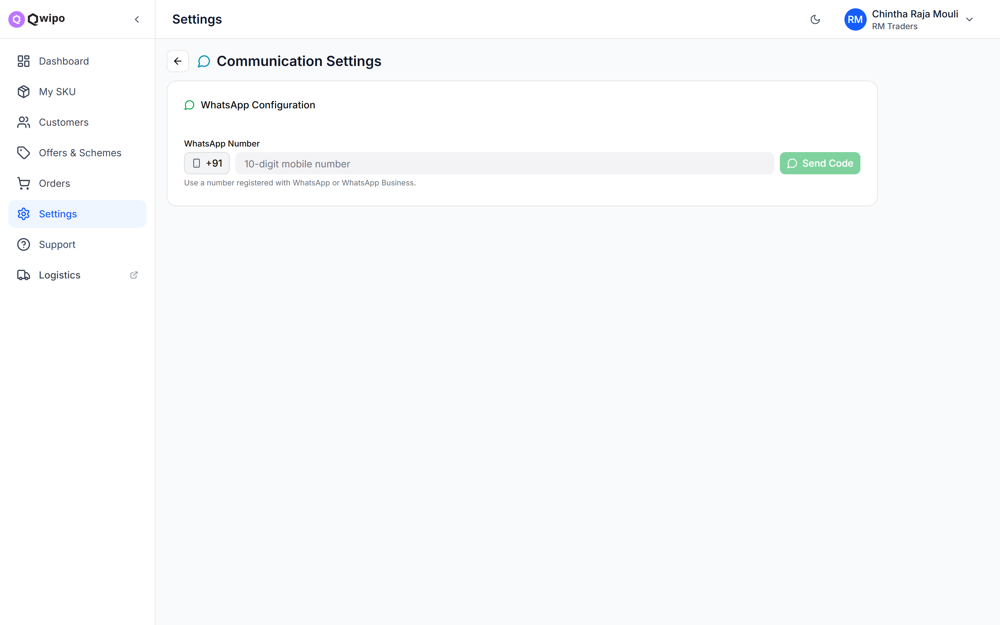 Qwipo
Settings
RM
Chintha Raja Mouli
RM Traders
Dashboard
My SKU
Customers
Offers & Schemes
Orders
Settings
Support
Logistics
Communication Settings
WhatsApp Configuration
WhatsApp Number
+91
10-digit mobile number
Send Code
Use a number registered with WhatsApp or WhatsApp Business.